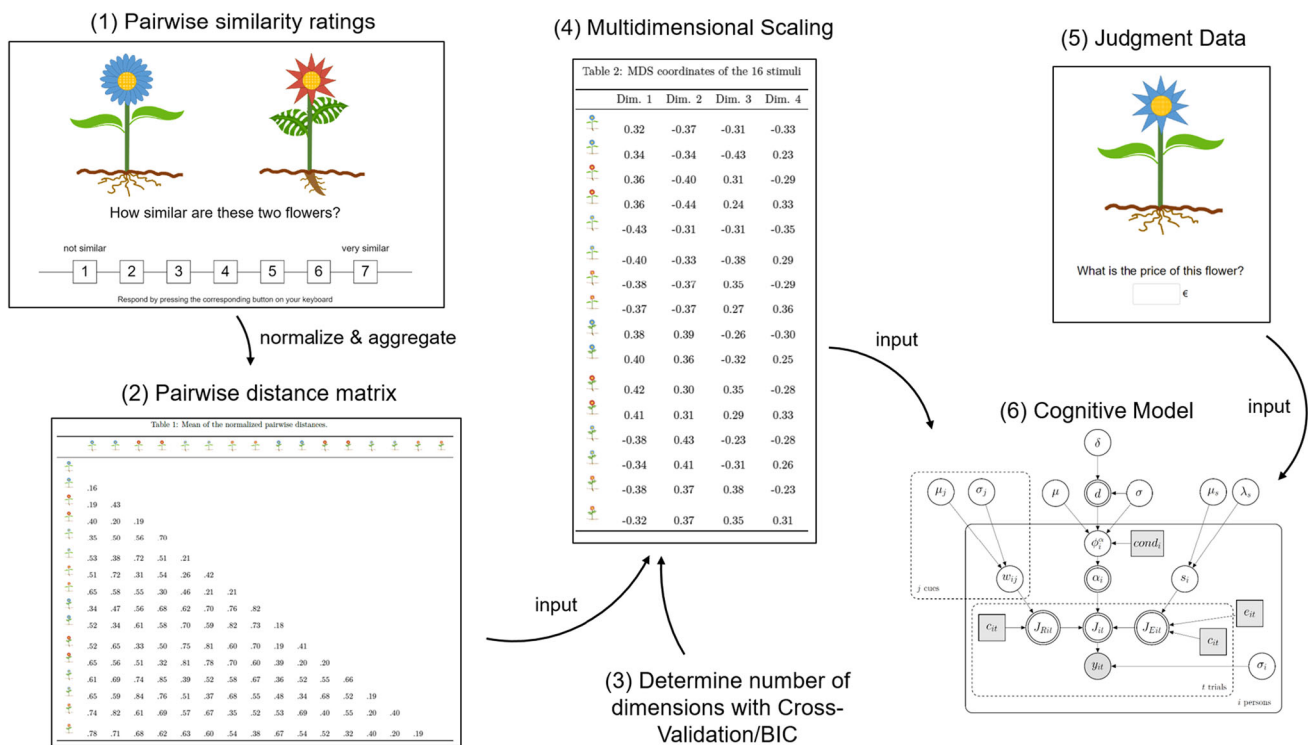 (1) Pairwise similarity ratings
How similar are these two flowers?
not similar very similar
1 2 3 4 5 6 7
Respond by pressing the corresponding button on your keyboard
normalize & aggregate
(2) Pairwise distance matrix
Table 1: Mean of the normalized pairwise distances.
.16
.19 .43
.40 .20 .19
.35 .50 .56 .70
.53 .38 .72 .51 .21
.51 .72 .31 .54 .26 .42
.65 .58 .55 .30 .46 .21 .21
.34 .47 .56 .68 .62 .70 .76 .82
.52 .34 .61 .58 .70 .59 .82 .73 .18
.52 .65 .33 .50 .75 .81 .60 .70 .19 .41
.65 .56 .51 .32 .81 .78 .70 .60 .39 .20 .20
.61 .69 .74 .85 .39 .52 .58 .67 .36 .52 .55 .66
.65 .59 .84 .76 .51 .37 .68 .55 .48 .34 .68 .52 .19
.74 .82 .61 .69 .57 .67 .35 .52 .53 .69 .40 .55 .20 .40
.78 .71 .68 .62 .63 .60 .54 .38 .67 .54 .52 .32 .40 .20 .19
input
(3) Determine number of
dimensions with Cross-
Validation/BIC
(4) Multidimensional Scaling
Table 2: MDS coordinates of the 16 stimuli
Dim. 1 Dim. 2 Dim. 3 Dim. 4
0.32 -0.37 -0.31 -0.33
0.34 -0.34 -0.43 0.23
0.36 -0.40 0.31 -0.29
0.36 -0.44 0.24 0.33
-0.43 -0.31 -0.31 -0.35
-0.40 -0.33 -0.38 0.29
-0.38 -0.37 0.35 -0.29
-0.37 -0.37 0.27 0.36
0.38 0.39 -0.26 -0.30
0.40 0.36 -0.32 0.25
0.42 0.30 0.35 -0.28
0.41 0.31 0.29 0.33
-0.38 0.43 -0.23 -0.28
-0.34 0.41 -0.31 0.26
-0.38 0.37 0.38 -0.23
-0.32 0.37 0.35 0.31
input
(5) Judgment Data
What is the price of this flower?
€
input
(6) Cognitive Model
δ
μj σj μ d σ μs λs
ϕiα condi
wij αi si
j cues
cit JRit Jit JEit cit
cit
yit σi
t trials
i persons